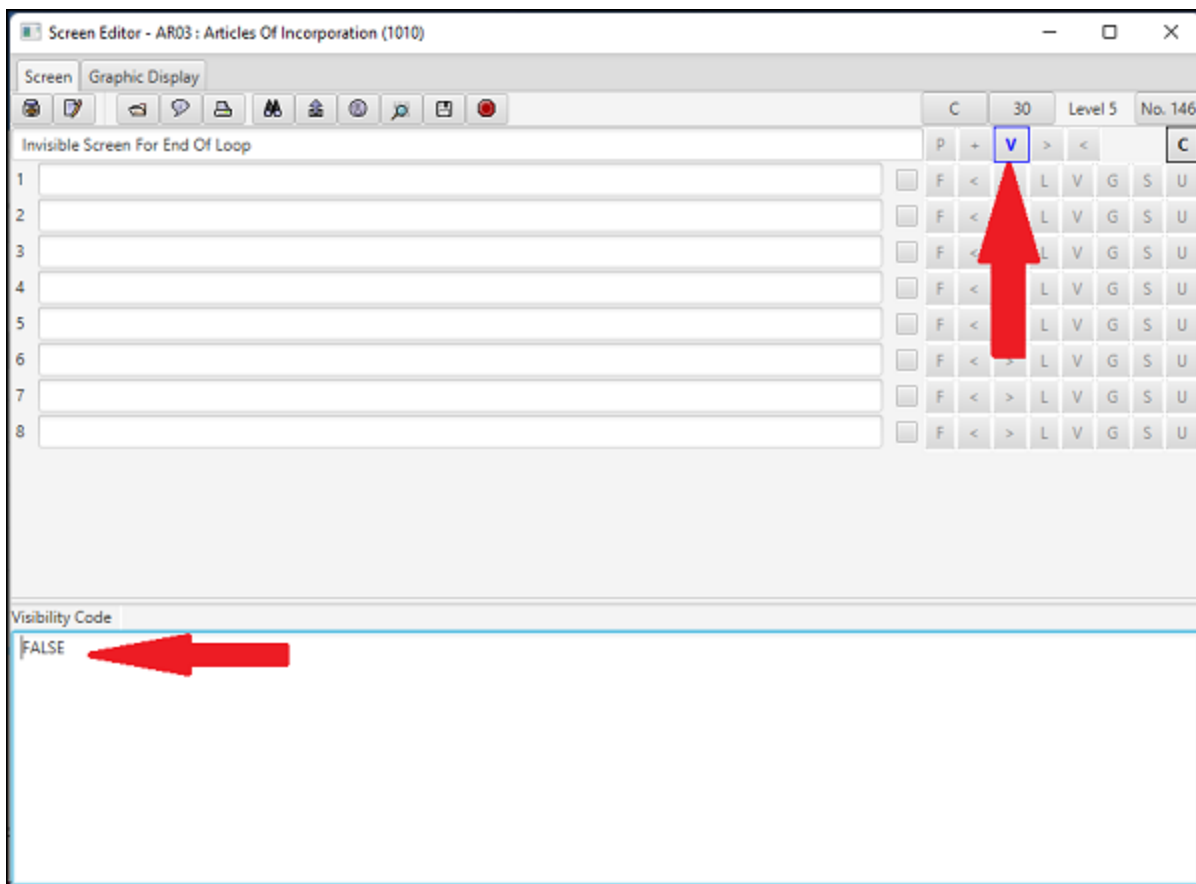 Screen Editor - AR03 : Articles Of Incorporation (1010)
Screen Graphic Display
C 30 Level 5 No. 146
Invisible Screen For End Of Loop P + V > < C
1 F < L V G S U
2 F < L V G S U
3 F < L V G S U
4 F < L V G S U
5 F < L V G S U
6 F < > L V G S U
7 F < > L V G S U
8 F < > L V G S U
Visibility Code
FALSE